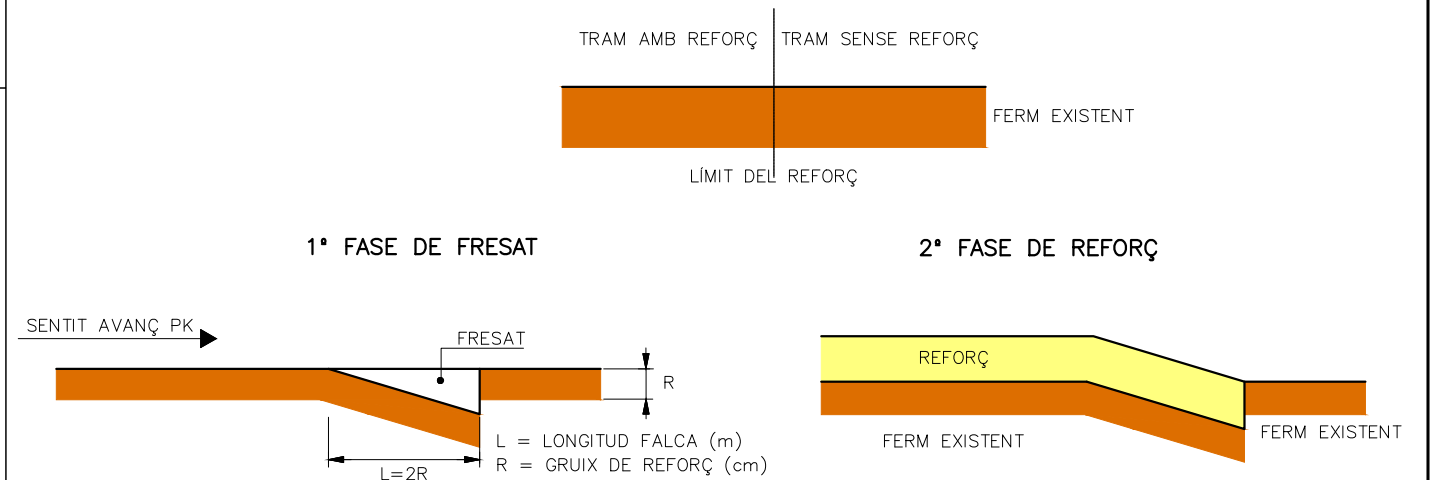 TRAM AMB REFORÇ
TRAM SENSE REFORÇ
FERM EXISTENT
LÍMIT DEL REFORÇ
1ª FASE DE FRESAT
2ª FASE DE REFORÇ
SENTIT AVANÇ PK
FRESAT
R
L = LONGITUD FALCA (m)
R = GRUIX DE REFORÇ (cm)
L=2R
REFORÇ
FERM EXISTENT
FERM EXISTENT